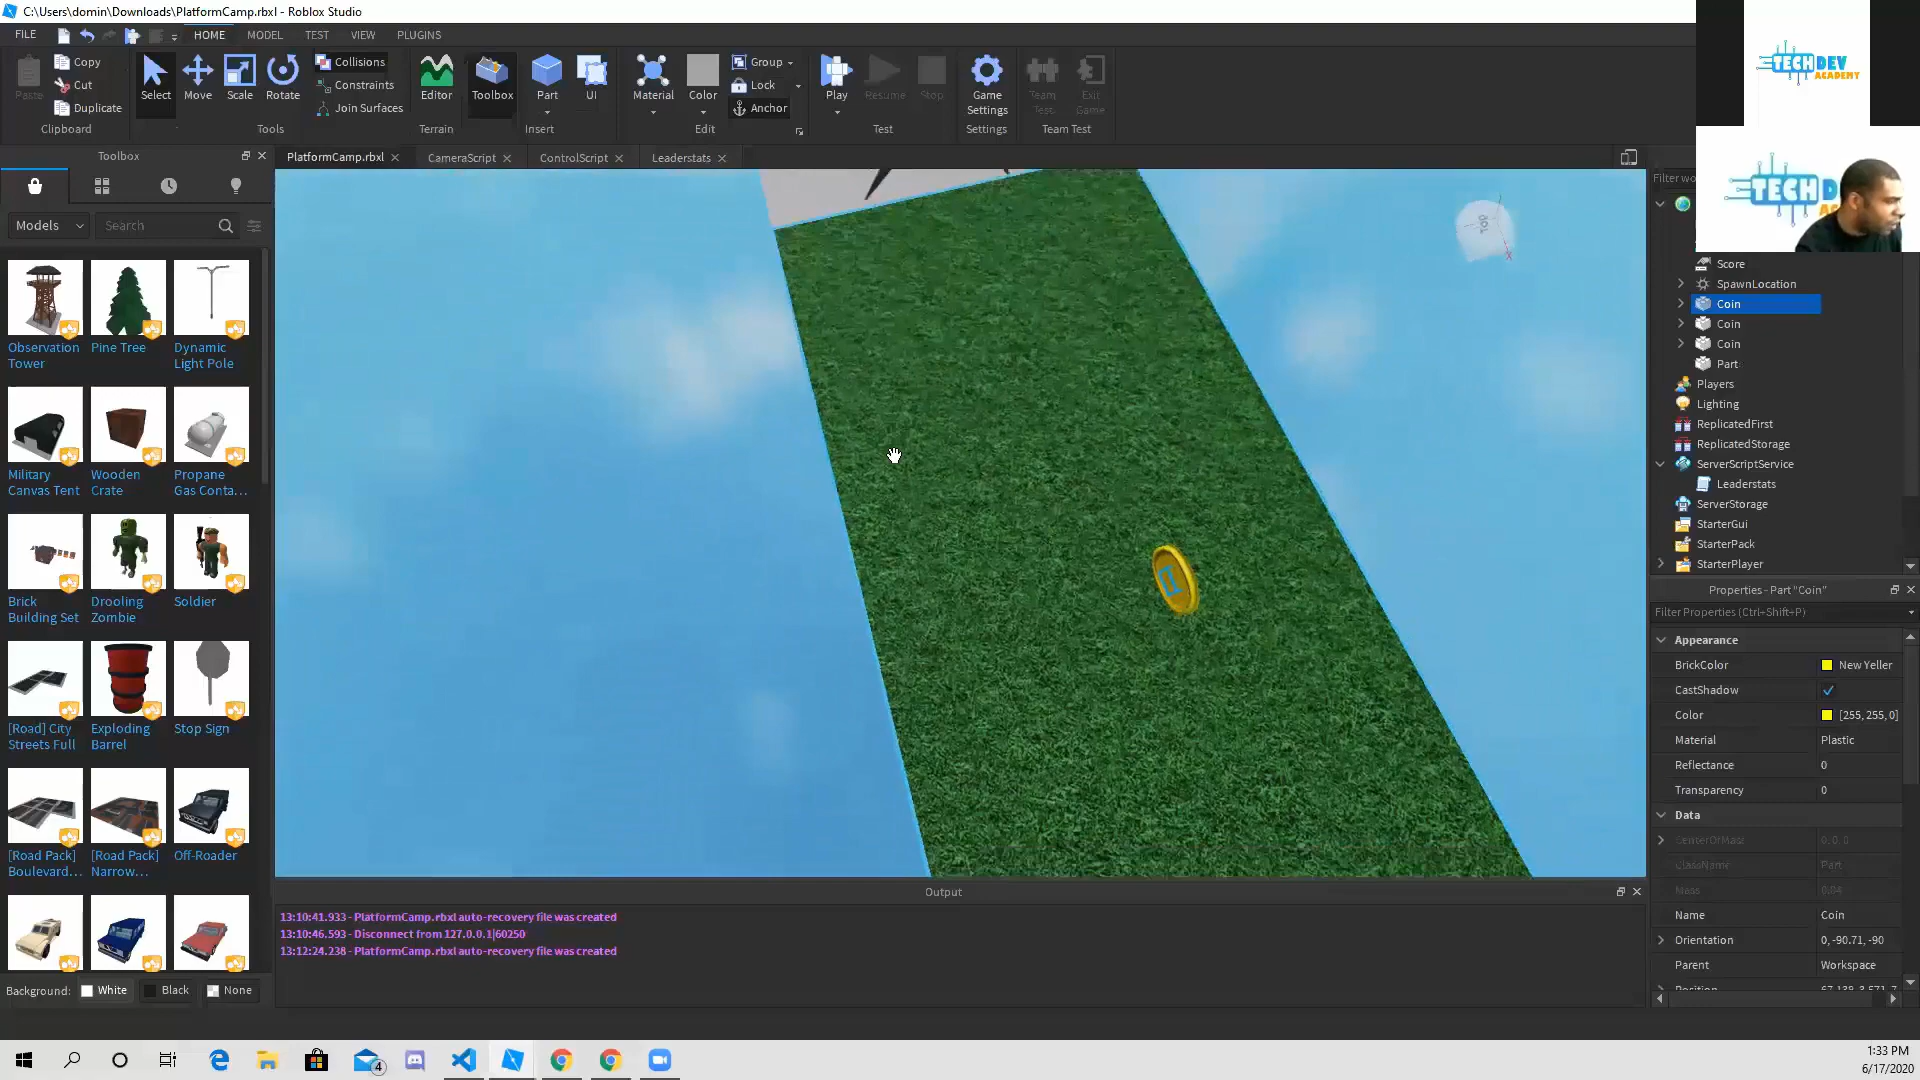 C:\Users\domin\Downloads\PlatformCamp.rbxl - Roblox Studio
FILE HOME MODEL TEST VIEW PLUGINS
Paste Copy Cut Duplicate
Clipboard
Select Move Scale Rotate
Collisions
Constraints
Join Surfaces
Tools
Editor
Terrain
Toolbox Part UI
Insert
Material Color
Group
Lock
Anchor
Edit
Play Resume Stop
Test
Game Settings
Settings
Team Test Exit Game
Team Test
TECHDEV
ACADEMY
TECH D
Toolbox
PlatformCamp.rbxl CameraScript ControlScript Leaderstats
Models Search
Observation Tower
Pine Tree
Dynamic Light Pole
Military Canvas Tent
Wooden Crate
Propane Gas Conta...
Brick Building Set
Drooling Zombie
Soldier
[Road] City Streets Full
Exploding Barrel
Stop Sign
[Road Pack] Boulevard...
[Road Pack] Narrow...
Off-Roader
Background: White Black None
Filter wo
Score
SpawnLocation
Coin
Coin
Coin
Part
Players
Lighting
ReplicatedFirst
ReplicatedStorage
ServerScriptService
Leaderstats
ServerStorage
StarterGui
StarterPack
StarterPlayer
Properties - Part "Coin"
Filter Properties (Ctrl+Shift+P)
Appearance
BrickColor New Yeller
CastShadow
Color [255, 255, 0]
Material Plastic
Reflectance 0
Transparency 0
Data
CenterOfMass 0, 0, 0
ClassName Part
Mass
Name Coin
Orientation 0, -90.71, -90
Parent Workspace
Position
Output
13:10:41.933 - PlatformCamp.rbxl auto-recovery file was created
13:10:46.593 - Disconnect from 127.0.0.1|60250
13:12:24.238 - PlatformCamp.rbxl auto-recovery file was created
4
1:33 PM
6/17/2020